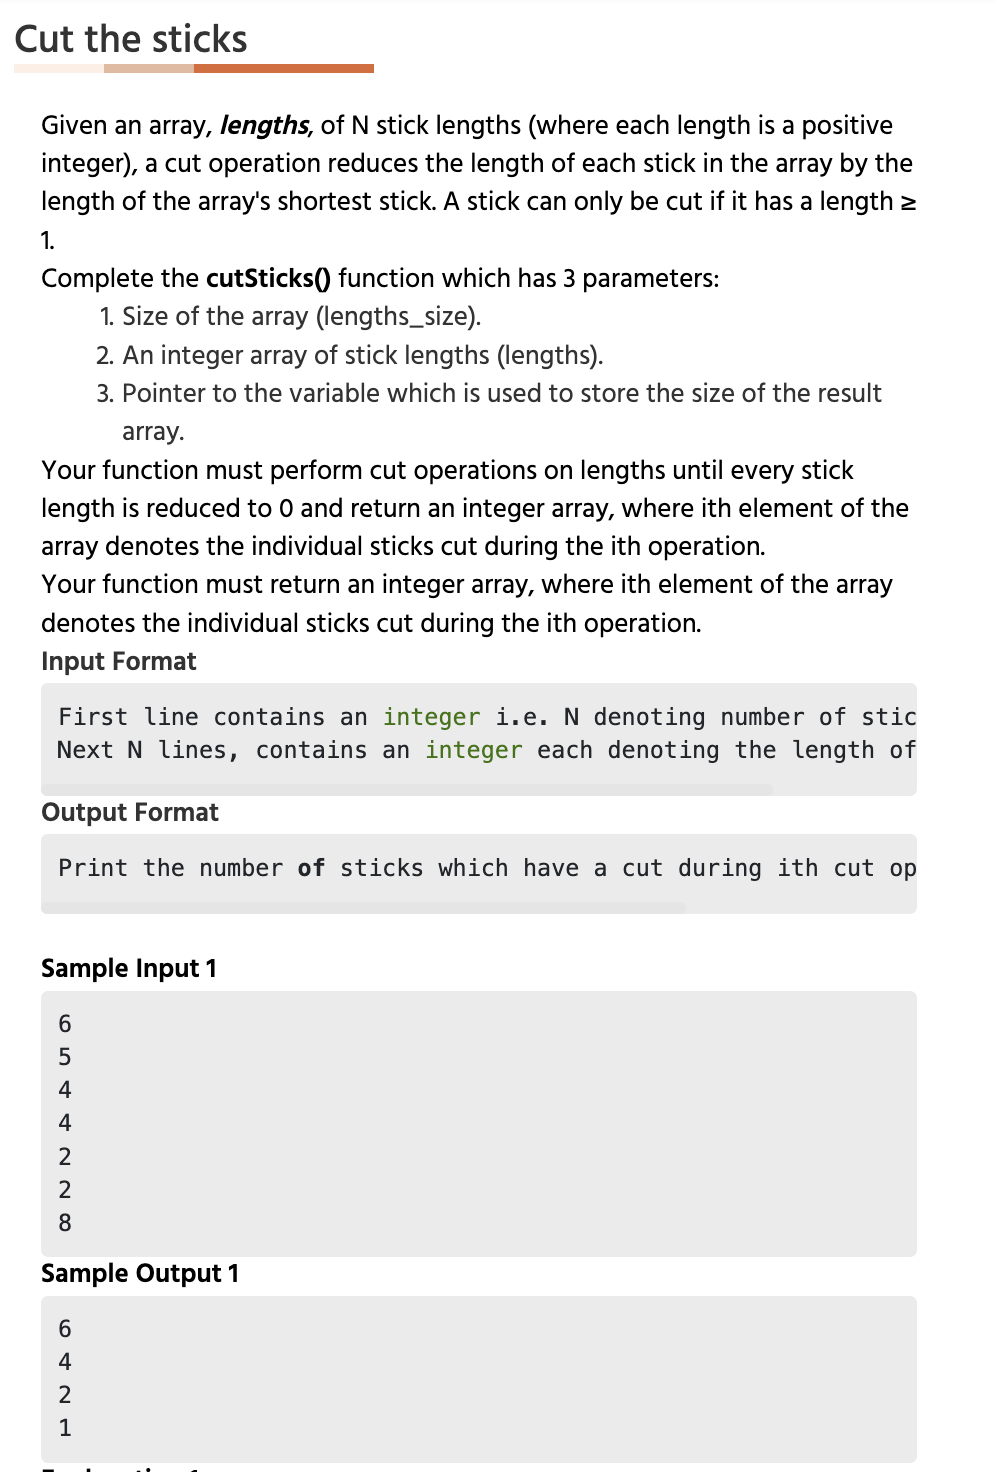 Cut the sticks
Given an array, lengths, of N stick lengths (where each length is a positive
integer), a cut operation reduces the length of each stick in the array by the
length of the array's shortest stick. A stick can only be cut if it has a length ≥
1.
Complete the cutSticks() function which has 3 parameters:
1. Size of the array (lengths_size).
2. An integer array of stick lengths (lengths).
3. Pointer to the variable which is used to store the size of the result
array.
Your function must perform cut operations on lengths until every stick
length is reduced to 0 and return an integer array, where ith element of the
array denotes the individual sticks cut during the ith operation.
Your function must return an integer array, where ith element of the array
denotes the individual sticks cut during the ith operation.
Input Format
First line contains an integer i.e. N denoting number of stic
Next N lines, contains an integer each denoting the length of
Output Format
Print the number of sticks which have a cut during ith cut op
Sample Input 1
6
5
4
4
2
2
8
Sample Output 1
6
4
2
1